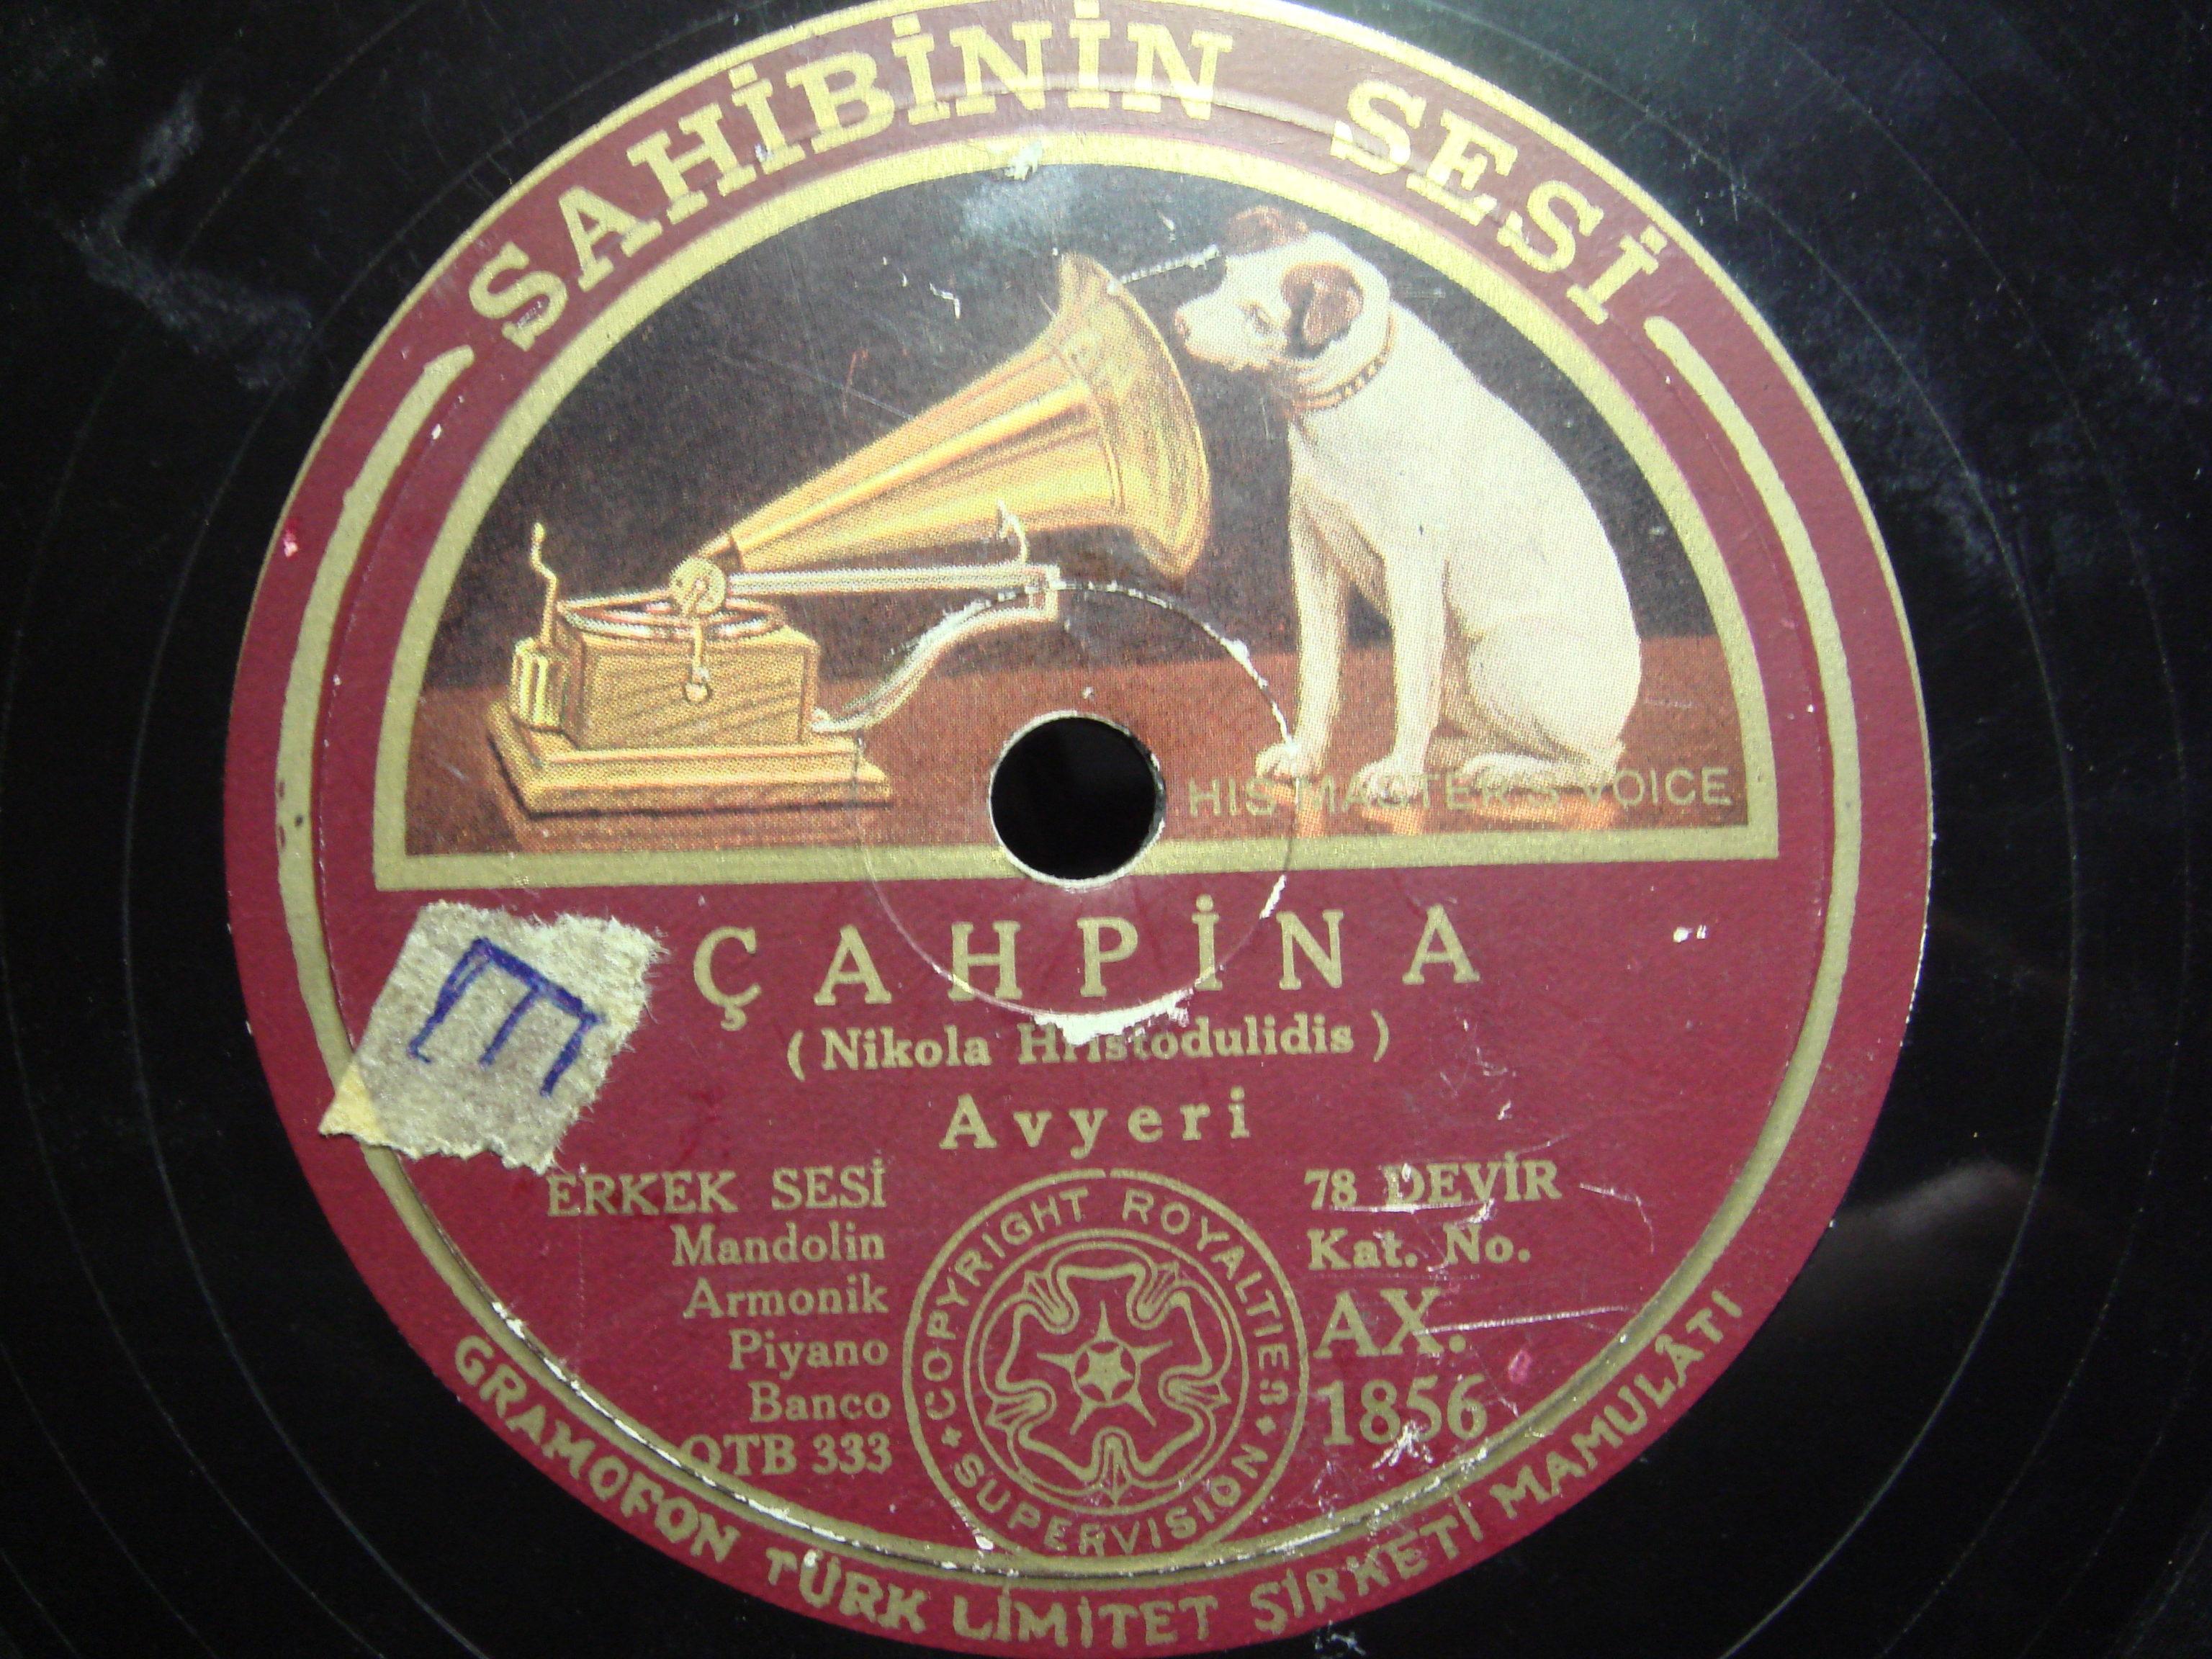 SAHİBİNİN SESİ
HIS MASTER'S VOICE
ÇAHPİNA
( Nikola Hristodulidis )
Avyeri
ERKEK SESİ
Mandolin
Armonik
Piyano
Banco
OTB 333
78 DEVİR
Kat. No.
AX.
1856
COPYRIGHT ROYALTIES
SUPERVISION
GRAMOFON TÜRK LİMİTET ŞİRKETİ MAMULÂTI
E